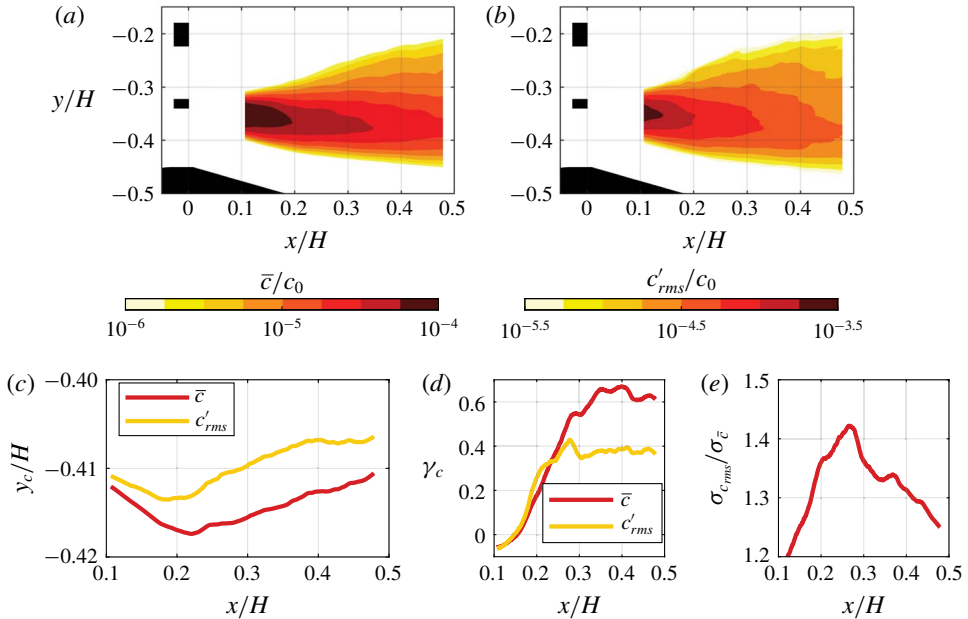 (a) (b)
−0.2 −0.2
−0.3 −0.3
y/H
−0.4 −0.4
−0.5 −0.5
0 0.1 0.2 0.3 0.4 0.5 0 0.1 0.2 0.3 0.4 0.5
x/H x/H
c̅/c₀ c′rms/c₀
10⁻⁶ 10⁻⁵ 10⁻⁴ 10⁻⁵·⁵ 10⁻⁴·⁵ 10⁻³·⁵
(c) −0.40 (d) (e) 1.5
c̅
c′rms
0.6
1.4
y_c/H −0.41 γ_c 0.4 σ_c′rms/σ_c̅
0.2
c̅
c′rms
1.3
0
−0.42 1.2
0.1 0.2 0.3 0.4 0.5 0.1 0.2 0.3 0.4 0.5 0.1 0.2 0.3 0.4 0.5
x/H x/H x/H